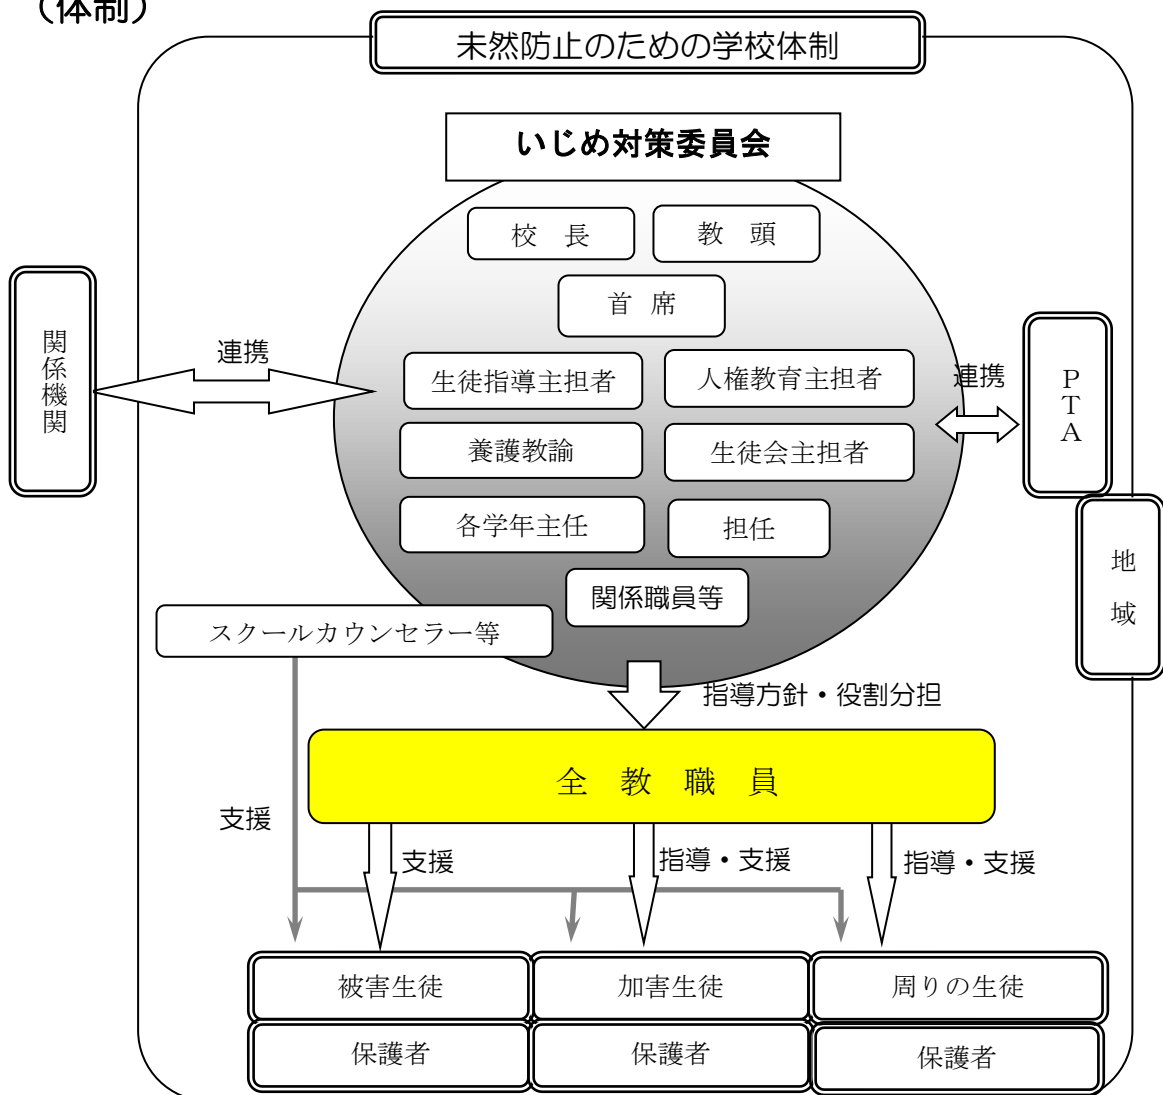 （体制）
未然防止のための学校体制
いじめ対策委員会
校　長
教　頭
首　席
関係機関
連携
生徒指導主担者
人権教育主担者
連携
PTA
養護教諭
生徒会主担者
各学年主任
担任
地　域
関係職員等
スクールカウンセラー等
指導方針・役割分担
全　教　職　員
支援
支援
指導・支援
指導・支援
被害生徒
加害生徒
周りの生徒
保護者
保護者
保護者